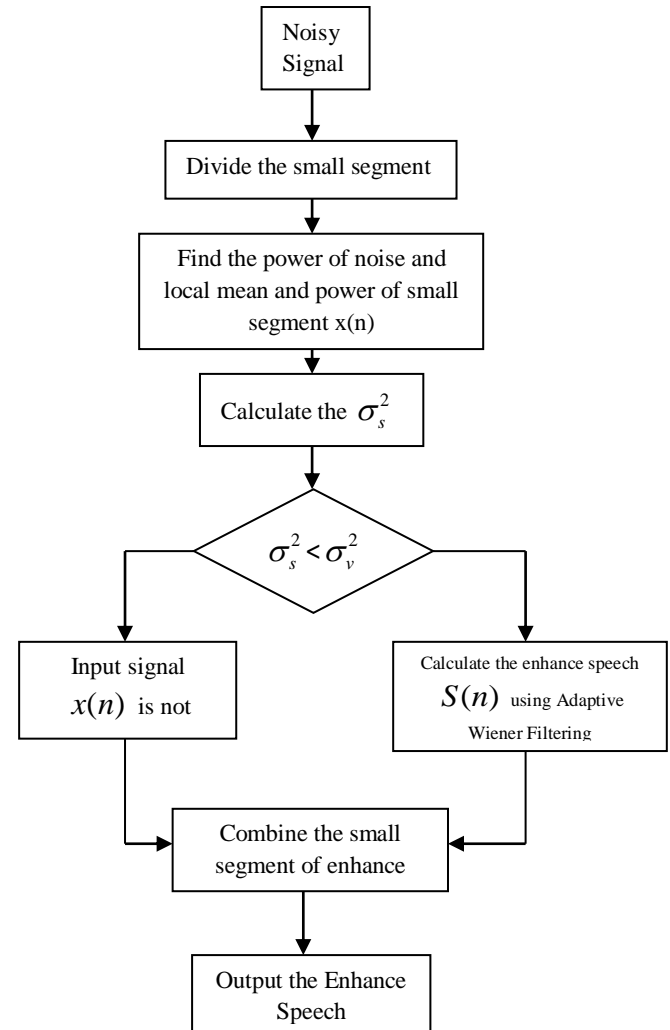 Noisy
Signal
Divide the small segment
Find the power of noise and
local mean and power of small
segment x(n)
Calculate the σ_s^2
σ_s^2 < σ_v^2
Input signal
x(n) is not
Calculate the enhance speech
S(n) using Adaptive
Wiener Filtering
Combine the small
segment of enhance
Output the Enhance
Speech